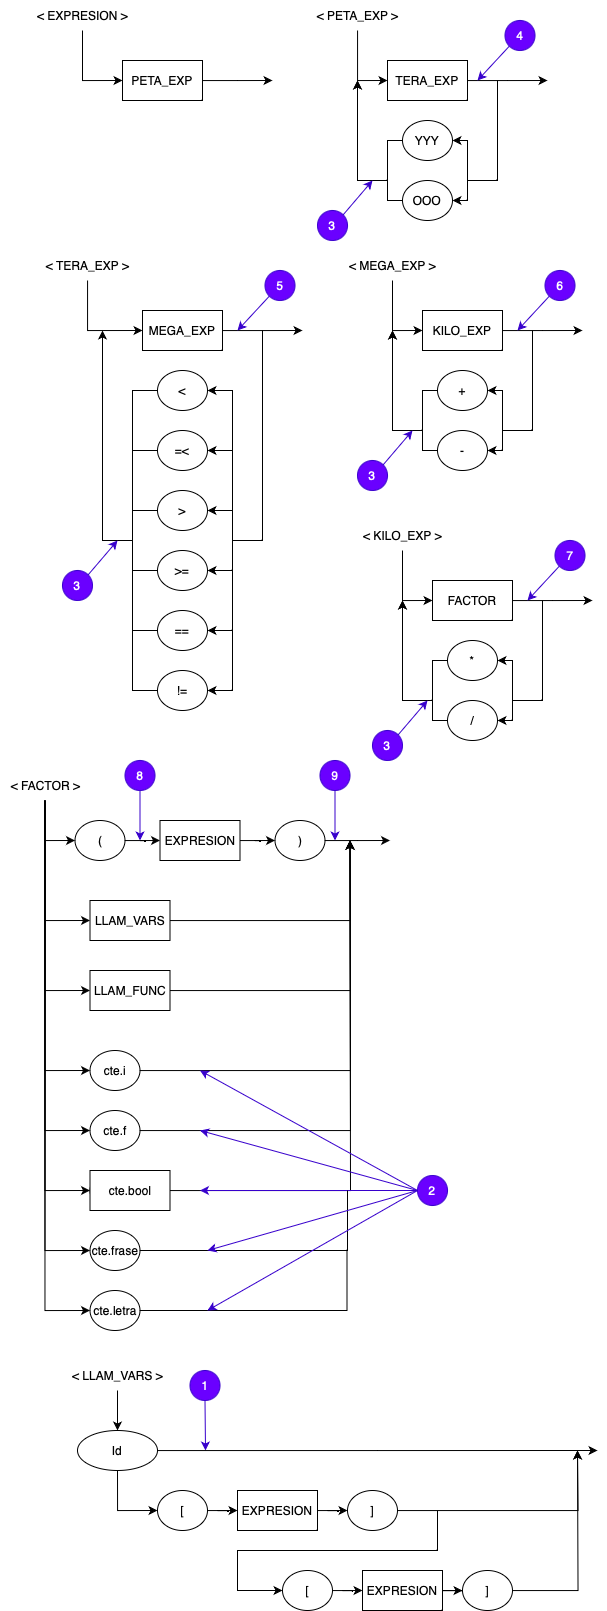 < EXPRESION >
PETA_EXP
< PETA_EXP >
4
TERA_EXP
YYY
OOO
3
< TERA_EXP >
5
MEGA_EXP
<
=<
>
>=
==
!=
3
< MEGA_EXP >
6
KILO_EXP
+
-
3
< KILO_EXP >
7
FACTOR
*
/
3
< FACTOR >
8
9
(
EXPRESION
)
LLAM_VARS
LLAM_FUNC
cte.i
cte.f
cte.bool
2
cte.frase
cte.letra
< LLAM_VARS >
1
Id
[
EXPRESION
]
[
EXPRESION
]